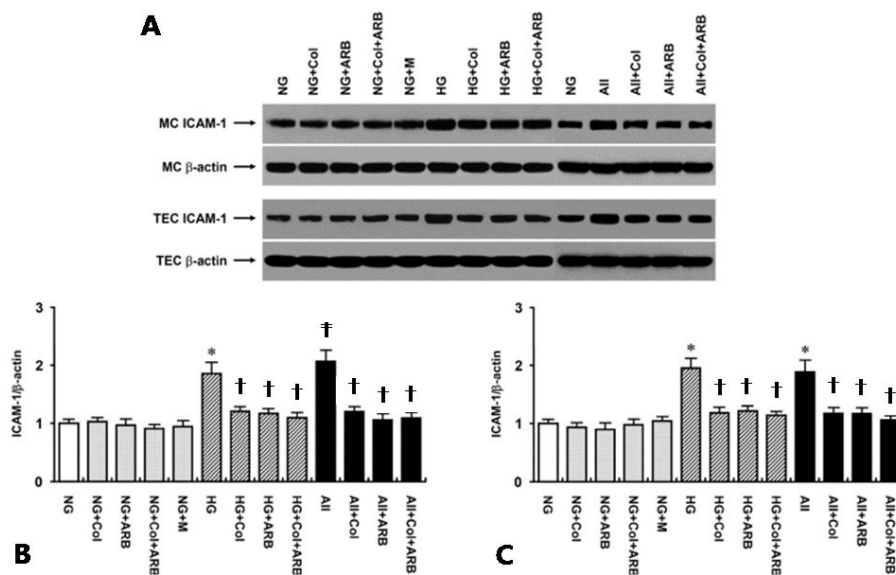 A
NG
NG+Col
NG+ARB
NG+Col+ARB
NG+M
HG
HG+Col
HG+ARB
HG+Col+ARB
NG
AII
AII+Col
AII+ARB
AII+Col+ARB
MC ICAM-1
MC β-actin
TEC ICAM-1
TEC β-actin
ICAM-1/β-actin
3
2
1
0
*
†
†
†
‡
†
†
†
NG
NG+Col
NG+ARB
NG+Col+ARB
NG+M
HG
HG+Col
HG+ARB
HG+Col+ARB
AII
AII+Col
AII+ARB
AII+Col+ARB
B
ICAM-1/β-actin
3
2
1
0
*
†
†
†
*
†
†
†
NG
NG+Col
NG+ARB
NG+Col+ARB
NG+M
HG
HG+Col
HG+ARB
HG+Col+ARB
AII
AII+Col
AII+ARB
AII+Col+ARB
C